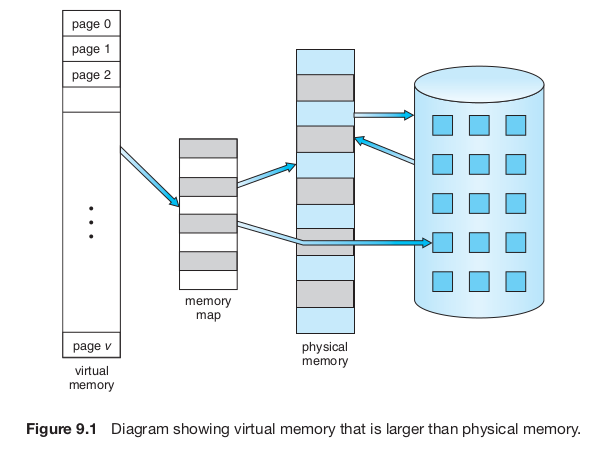 page 0
page 1
page 2
page v
virtual
memory
memory
map
physical
memory
Figure 9.1 Diagram showing virtual memory that is larger than physical memory.